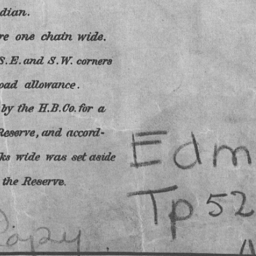 dian.
re one chain wide.
S.E. and S.W. corners
oad allowance.
by the H.B.Co. for a
Reserve, and accord-
ks wide was set aside
the Reserve.
Edm
Tp 52
Copy